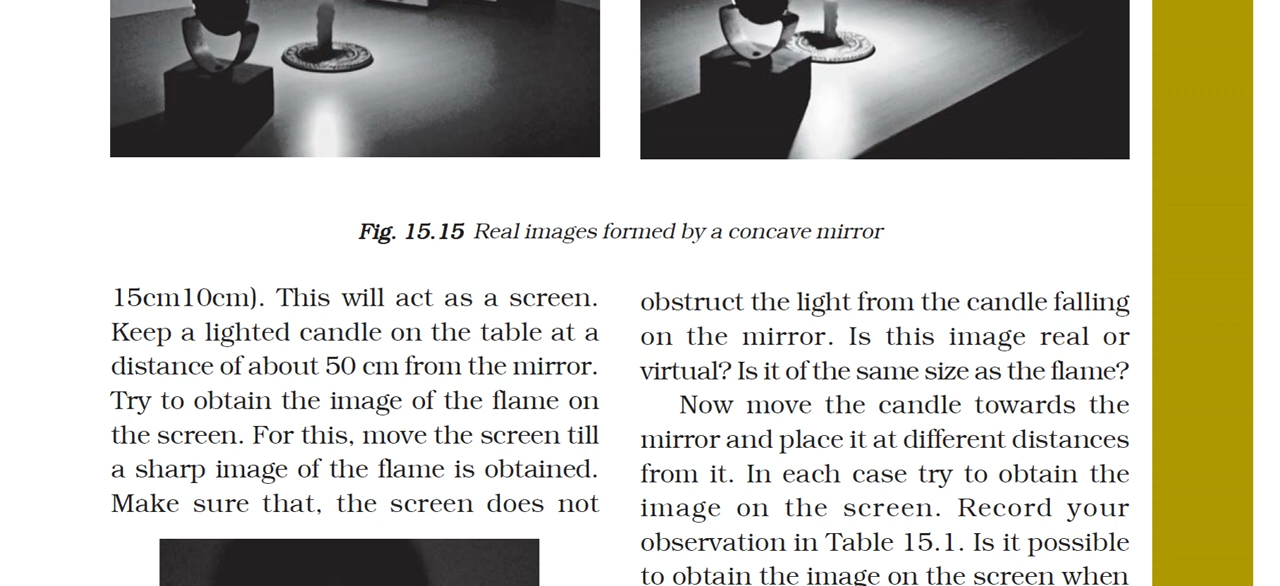 Fig. 15.15 Real images formed by a concave mirror
15cm10cm). This will act as a screen.
Keep a lighted candle on the table at a
distance of about 50 cm from the mirror.
Try to obtain the image of the flame on
the screen. For this, move the screen till
a sharp image of the flame is obtained.
Make sure that, the screen does not
obstruct the light from the candle falling
on the mirror. Is this image real or
virtual? Is it of the same size as the flame?
Now move the candle towards the
mirror and place it at different distances
from it. In each case try to obtain the
image on the screen. Record your
observation in Table 15.1. Is it possible
to obtain the image on the screen when